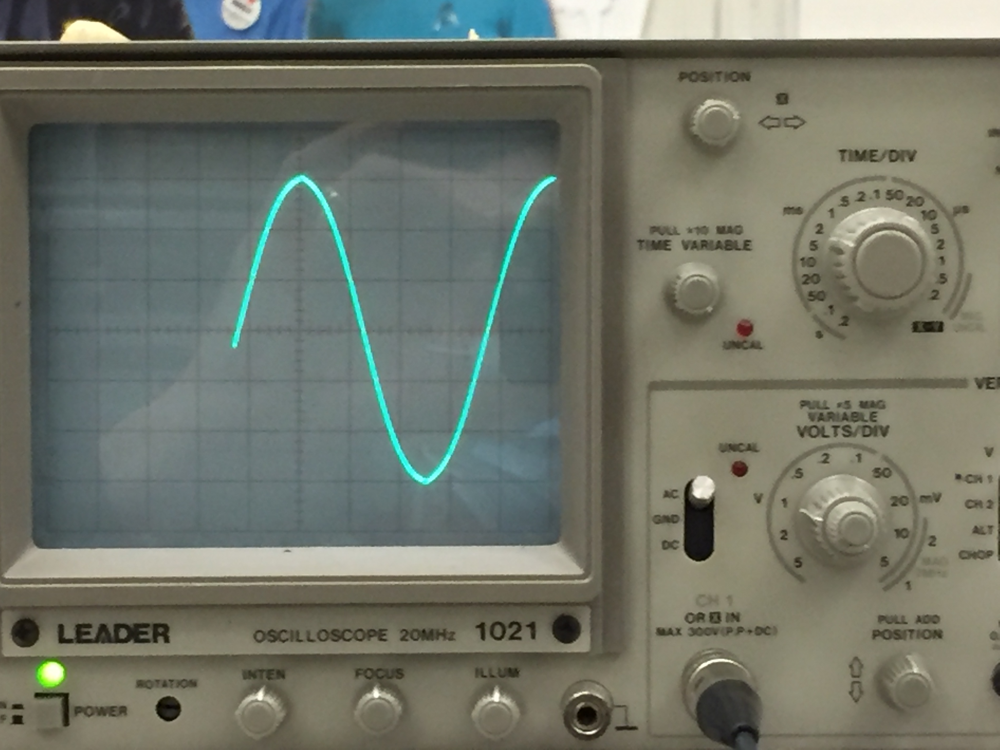 POSITION
X
TIME/DIV
ms
.5 .2 .1 50 20
µs
1
10
2
5
5
2
10
1
20
.5
50
.2
.1
.2
s
X-Y
UNCAL
PULL ×10 MAG
TIME VARIABLE
UNCAL
VER
PULL ×5 MAG
VARIABLE
VOLTS/DIV
UNCAL
.2 .1
.5
50
V
1
20
mV
2
10
2
5
5
1
MAG
AC
GND
DC
V
CH 1
CH 2
ALT
CHOP
CH 1
OR X IN
MAX 300V(P.P+DC)
PULL ADD
POSITION
LEADER
OSCILLOSCOPE 20MHz 1021
POWER
ROTATION
INTEN
FOCUS
ILLUM